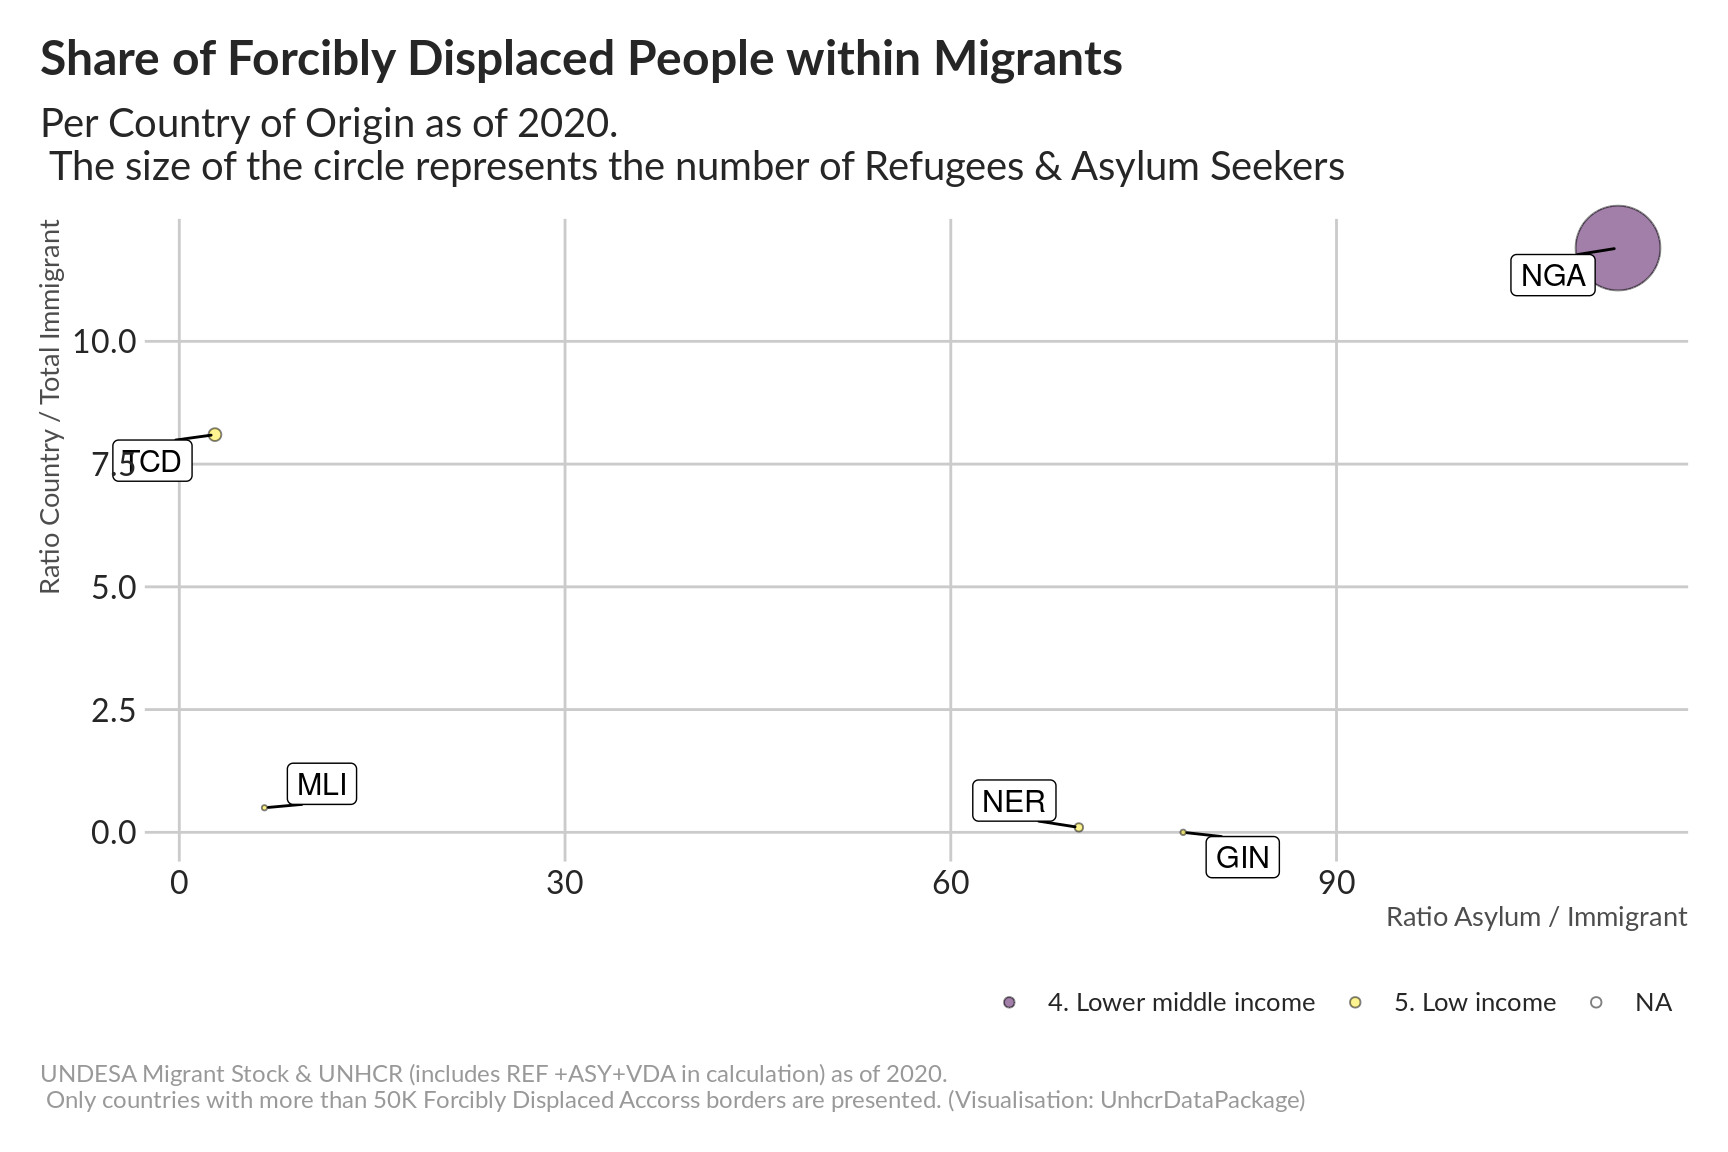 Share of Forcibly Displaced People within Migrants
Per Country of Origin as of 2020.
The size of the circle represents the number of Refugees & Asylum Seekers
Ratio Country / Total Immigrant
NGA
10.0
TCD
7.5
5.0
2.5
MLI
NER
0.0
GIN
0 30 60 90
Ratio Asylum / Immigrant
4. Lower middle income 5. Low income NA
UNDESA Migrant Stock & UNHCR (includes REF +ASY+VDA in calculation) as of 2020.
Only countries with more than 50K Forcibly Displaced Accorss borders are presented. (Visualisation: UnhcrDataPackage)